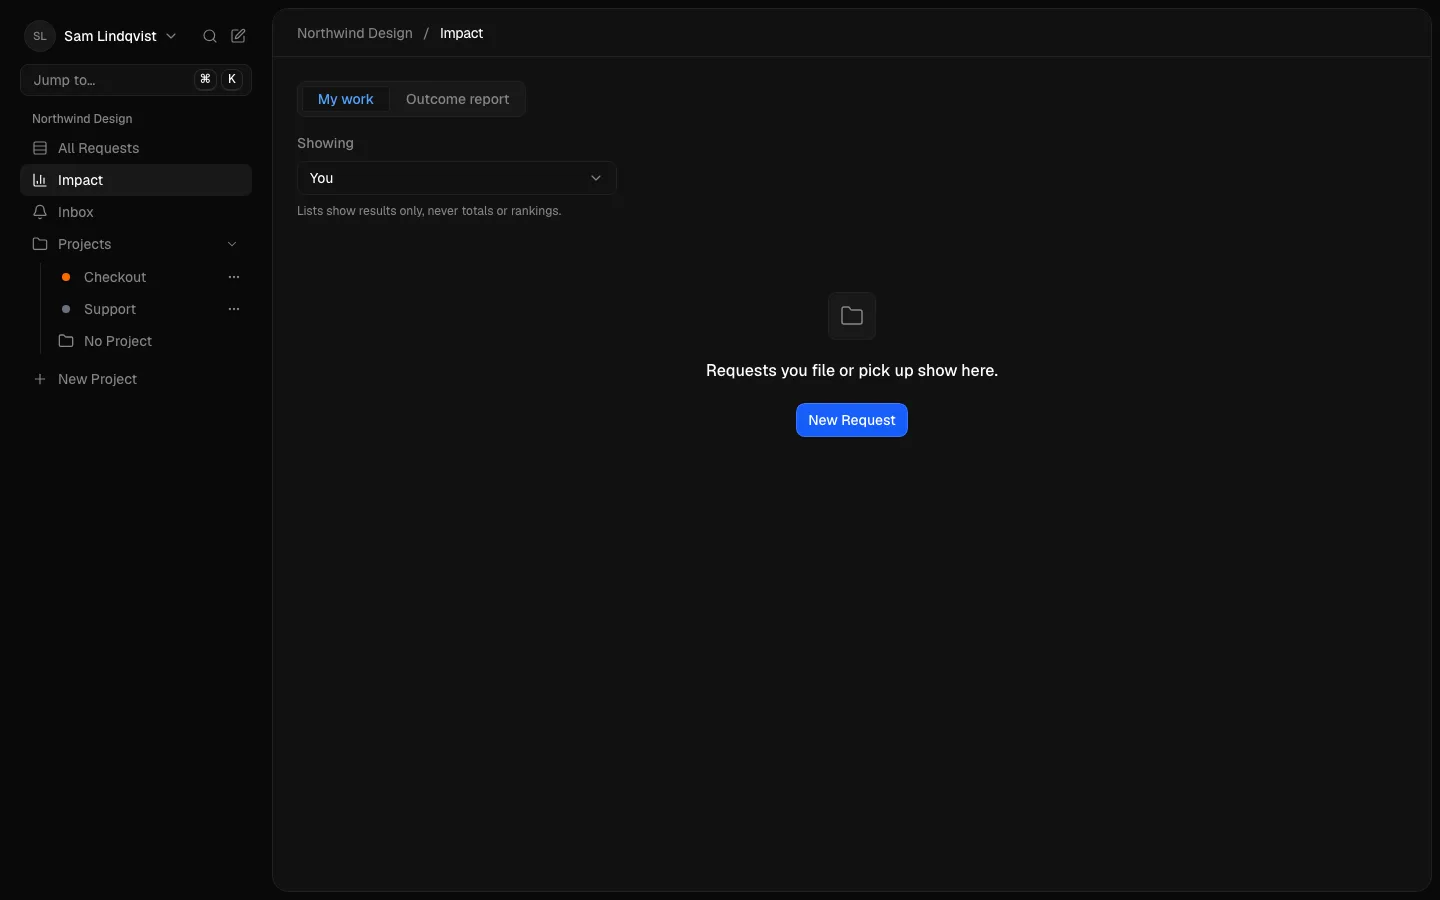 SL
Sam Lindqvist
Jump to...
⌘ K
Northwind Design
All Requests
Impact
Inbox
Projects
Checkout
Support
No Project
New Project
Northwind Design / Impact
My work
Outcome report
Showing
You
Lists show results only, never totals or rankings.
Requests you file or pick up show here.
New Request